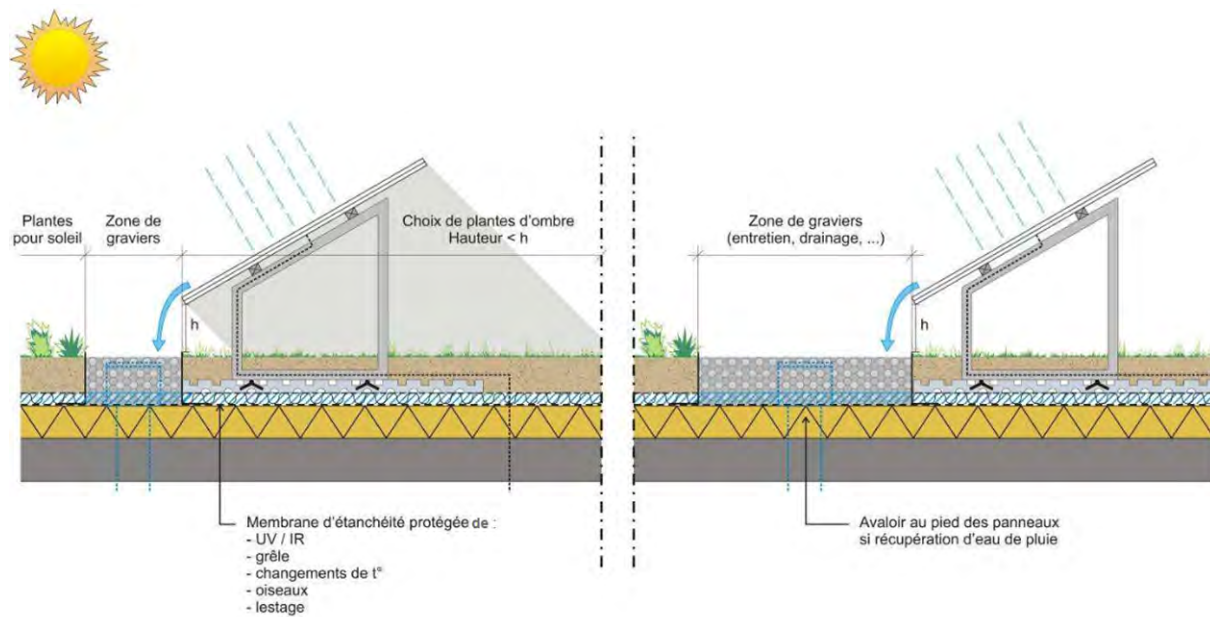 Plantes
pour soleil
Zone de
graviers
Choix de plantes d'ombre
Hauteur < h
Zone de graviers
(entretien, drainage, ...)
h
h
Membrane d'étanchéité protégée de :
- UV / IR
- grêle
- changements de t°
- oiseaux
- lestage
Avaloir au pied des panneaux
si récupération d'eau de pluie